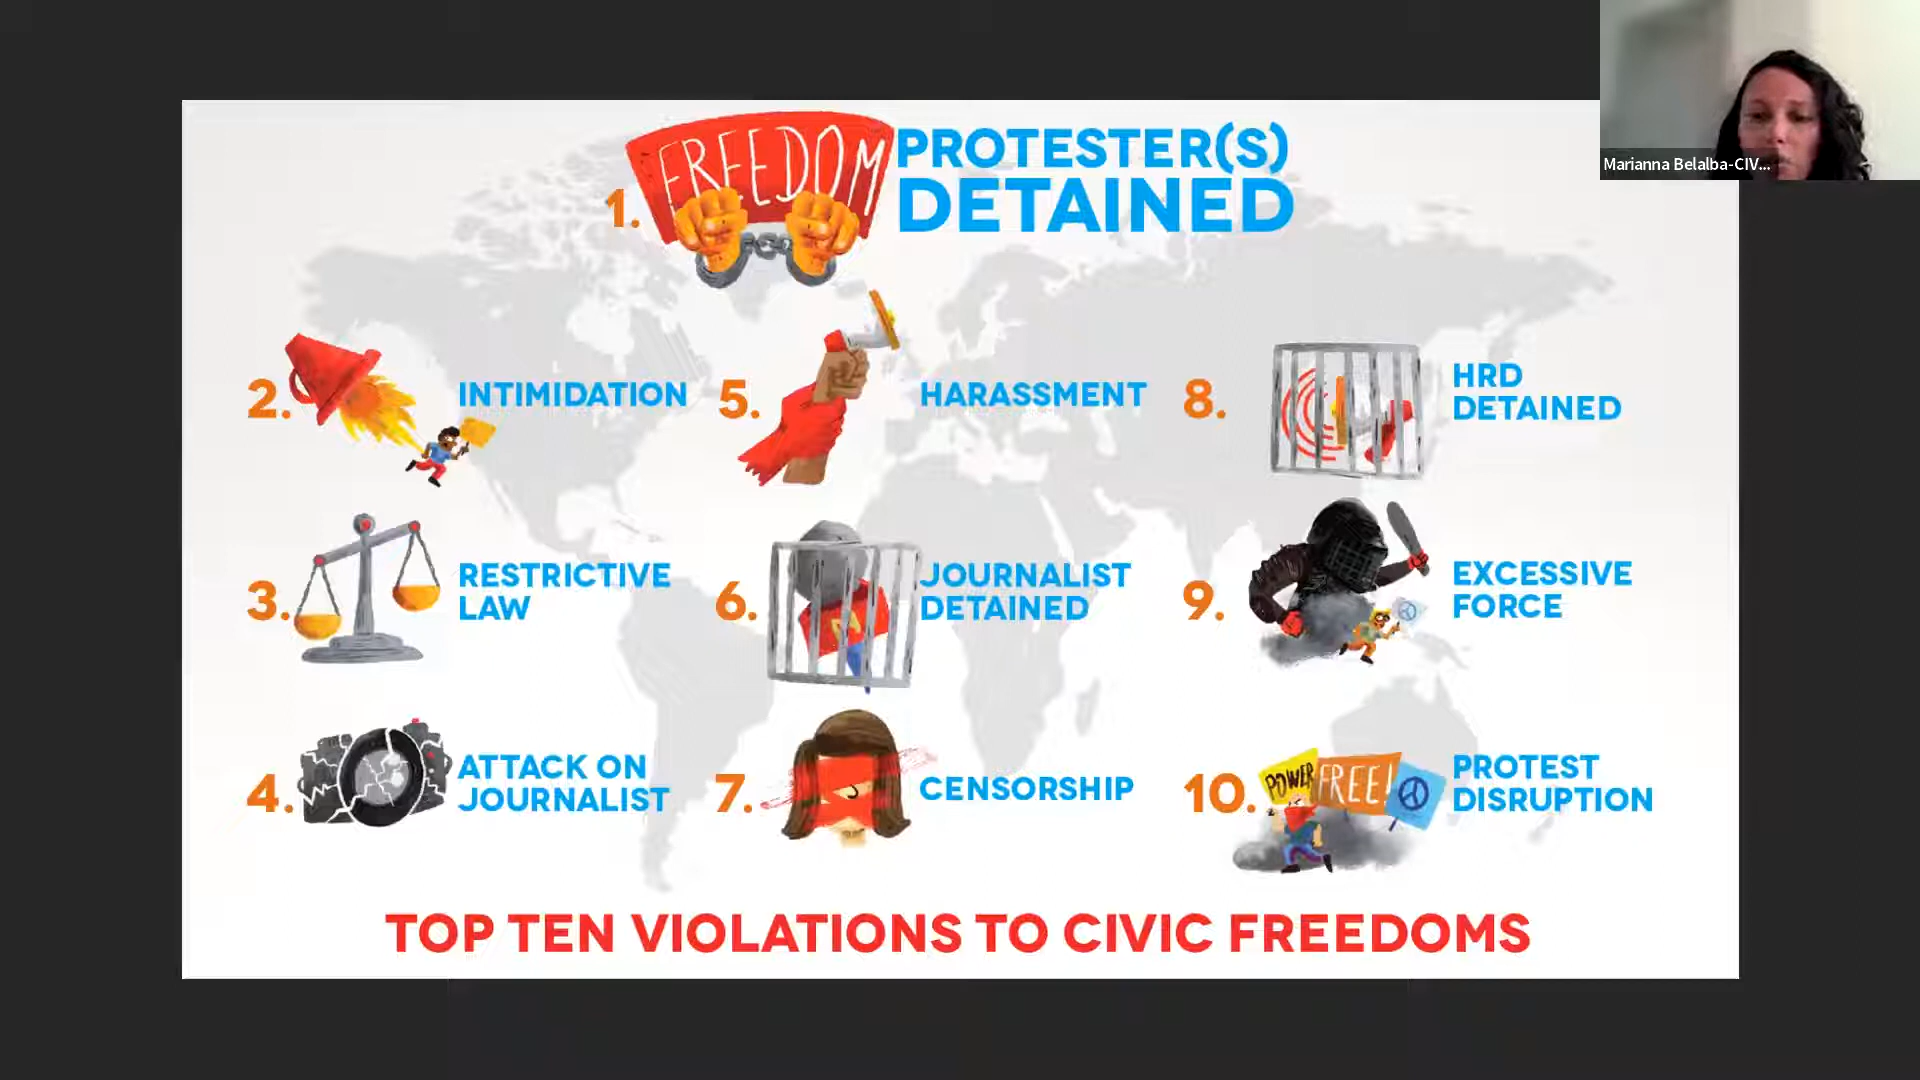 Marianna Belalba-CIV...
FREEDOM
1.
PROTESTER(S)
DETAINED
2.
INTIMIDATION
3.
RESTRICTIVE
LAW
4.
ATTACK ON
JOURNALIST
5.
HARASSMENT
6.
JOURNALIST
DETAINED
7.
CENSORSHIP
8.
HRD
DETAINED
9.
EXCESSIVE
FORCE
10.
POWER
FREE!
PROTEST
DISRUPTION
TOP TEN VIOLATIONS TO CIVIC FREEDOMS